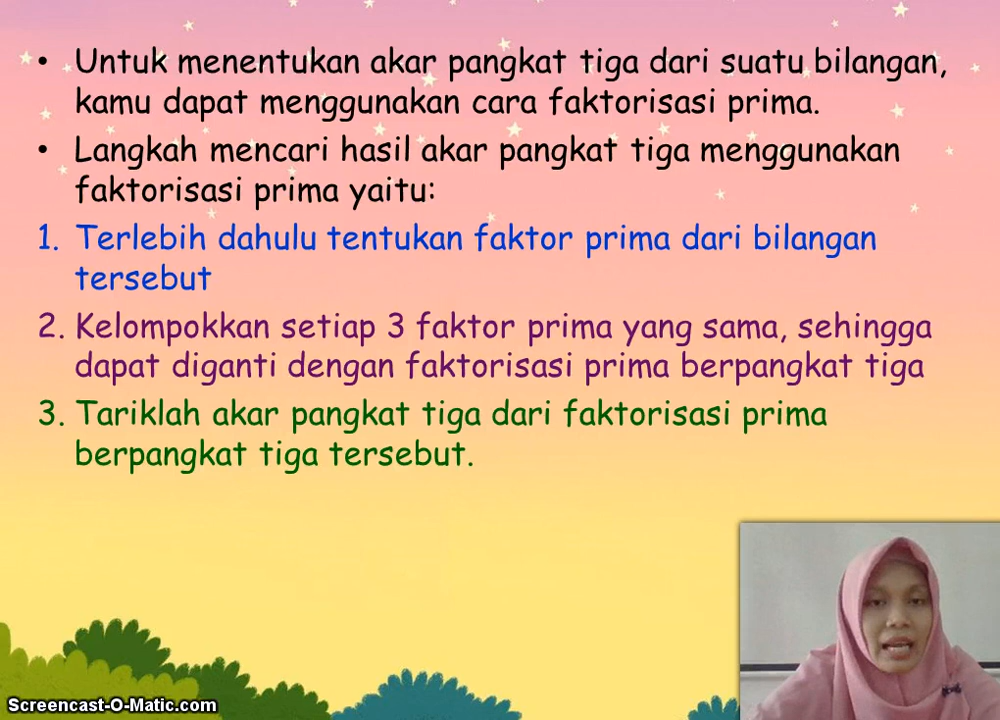 • Untuk menentukan akar pangkat tiga dari suatu bilangan,
kamu dapat menggunakan cara faktorisasi prima.
• Langkah mencari hasil akar pangkat tiga menggunakan
faktorisasi prima yaitu:
1. Terlebih dahulu tentukan faktor prima dari bilangan
tersebut
2. Kelompokkan setiap 3 faktor prima yang sama, sehingga
dapat diganti dengan faktorisasi prima berpangkat tiga
3. Tariklah akar pangkat tiga dari faktorisasi prima
berpangkat tiga tersebut.
Screencast-O-Matic.com